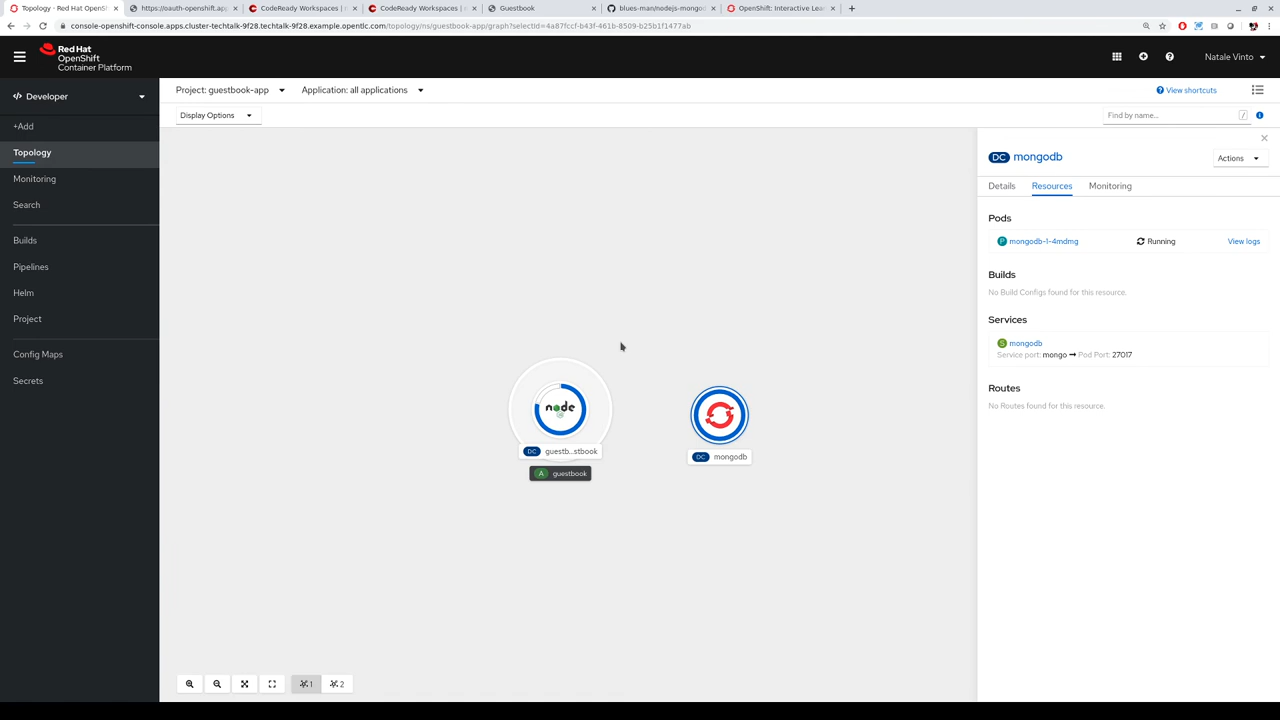 Topology - Red Hat OpenSh
https://oauth-openshift.app
CodeReady Workspaces | n
CodeReady Workspaces | n
Guestbook
blues-man/nodejs-mongod
OpenShift: Interactive Lea
console-openshift-console.apps.cluster-techtalk-9f28.techtalk-9f28.example.opentlc.com/topology/ns/guestbook-app/graph?selectId=4a87fccf-b43f-461b-8509-b25b1f1477ab
Red Hat
OpenShift
Container Platform
Natale Vinto
Developer
Project: guestbook-app
Application: all applications
View shortcuts
+Add
Display Options
Find by name...
/
Topology
DC mongodb
Actions
Monitoring
Details
Resources
Monitoring
Search
Pods
Builds
P mongodb-1-4mdmg
Running
View logs
Pipelines
Builds
Helm
No Build Configs found for this resource.
Project
Services
S mongodb
Config Maps
Service port: mongo → Pod Port: 27017
Secrets
Routes
No Routes found for this resource.
node
DC guestb...stbook
DC mongodb
A guestbook
1
2